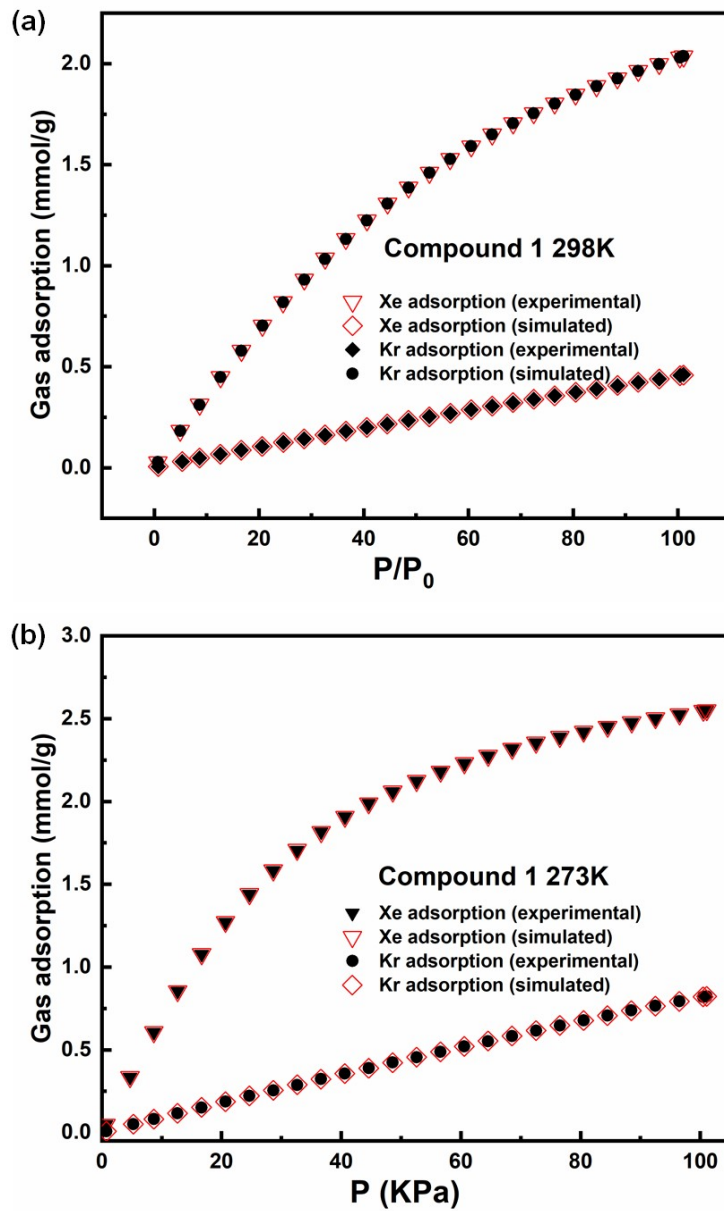 (a)
2.0
1.5
1.0
0.5
0.0
Gas adsorption (mmol/g)
Compound 1 298K
Xe adsorption (experimental)
Xe adsorption (simulated)
Kr adsorption (experimental)
Kr adsorption (simulated)
0 20 40 60 80 100
P/P₀
(b)
3.0
2.5
2.0
1.5
1.0
0.5
0.0
Gas adsorption (mmol/g)
Compound 1 273K
Xe adsorption (experimental)
Xe adsorption (simulated)
Kr adsorption (experimental)
Kr adsorption (simulated)
0 20 40 60 80 100
P (KPa)